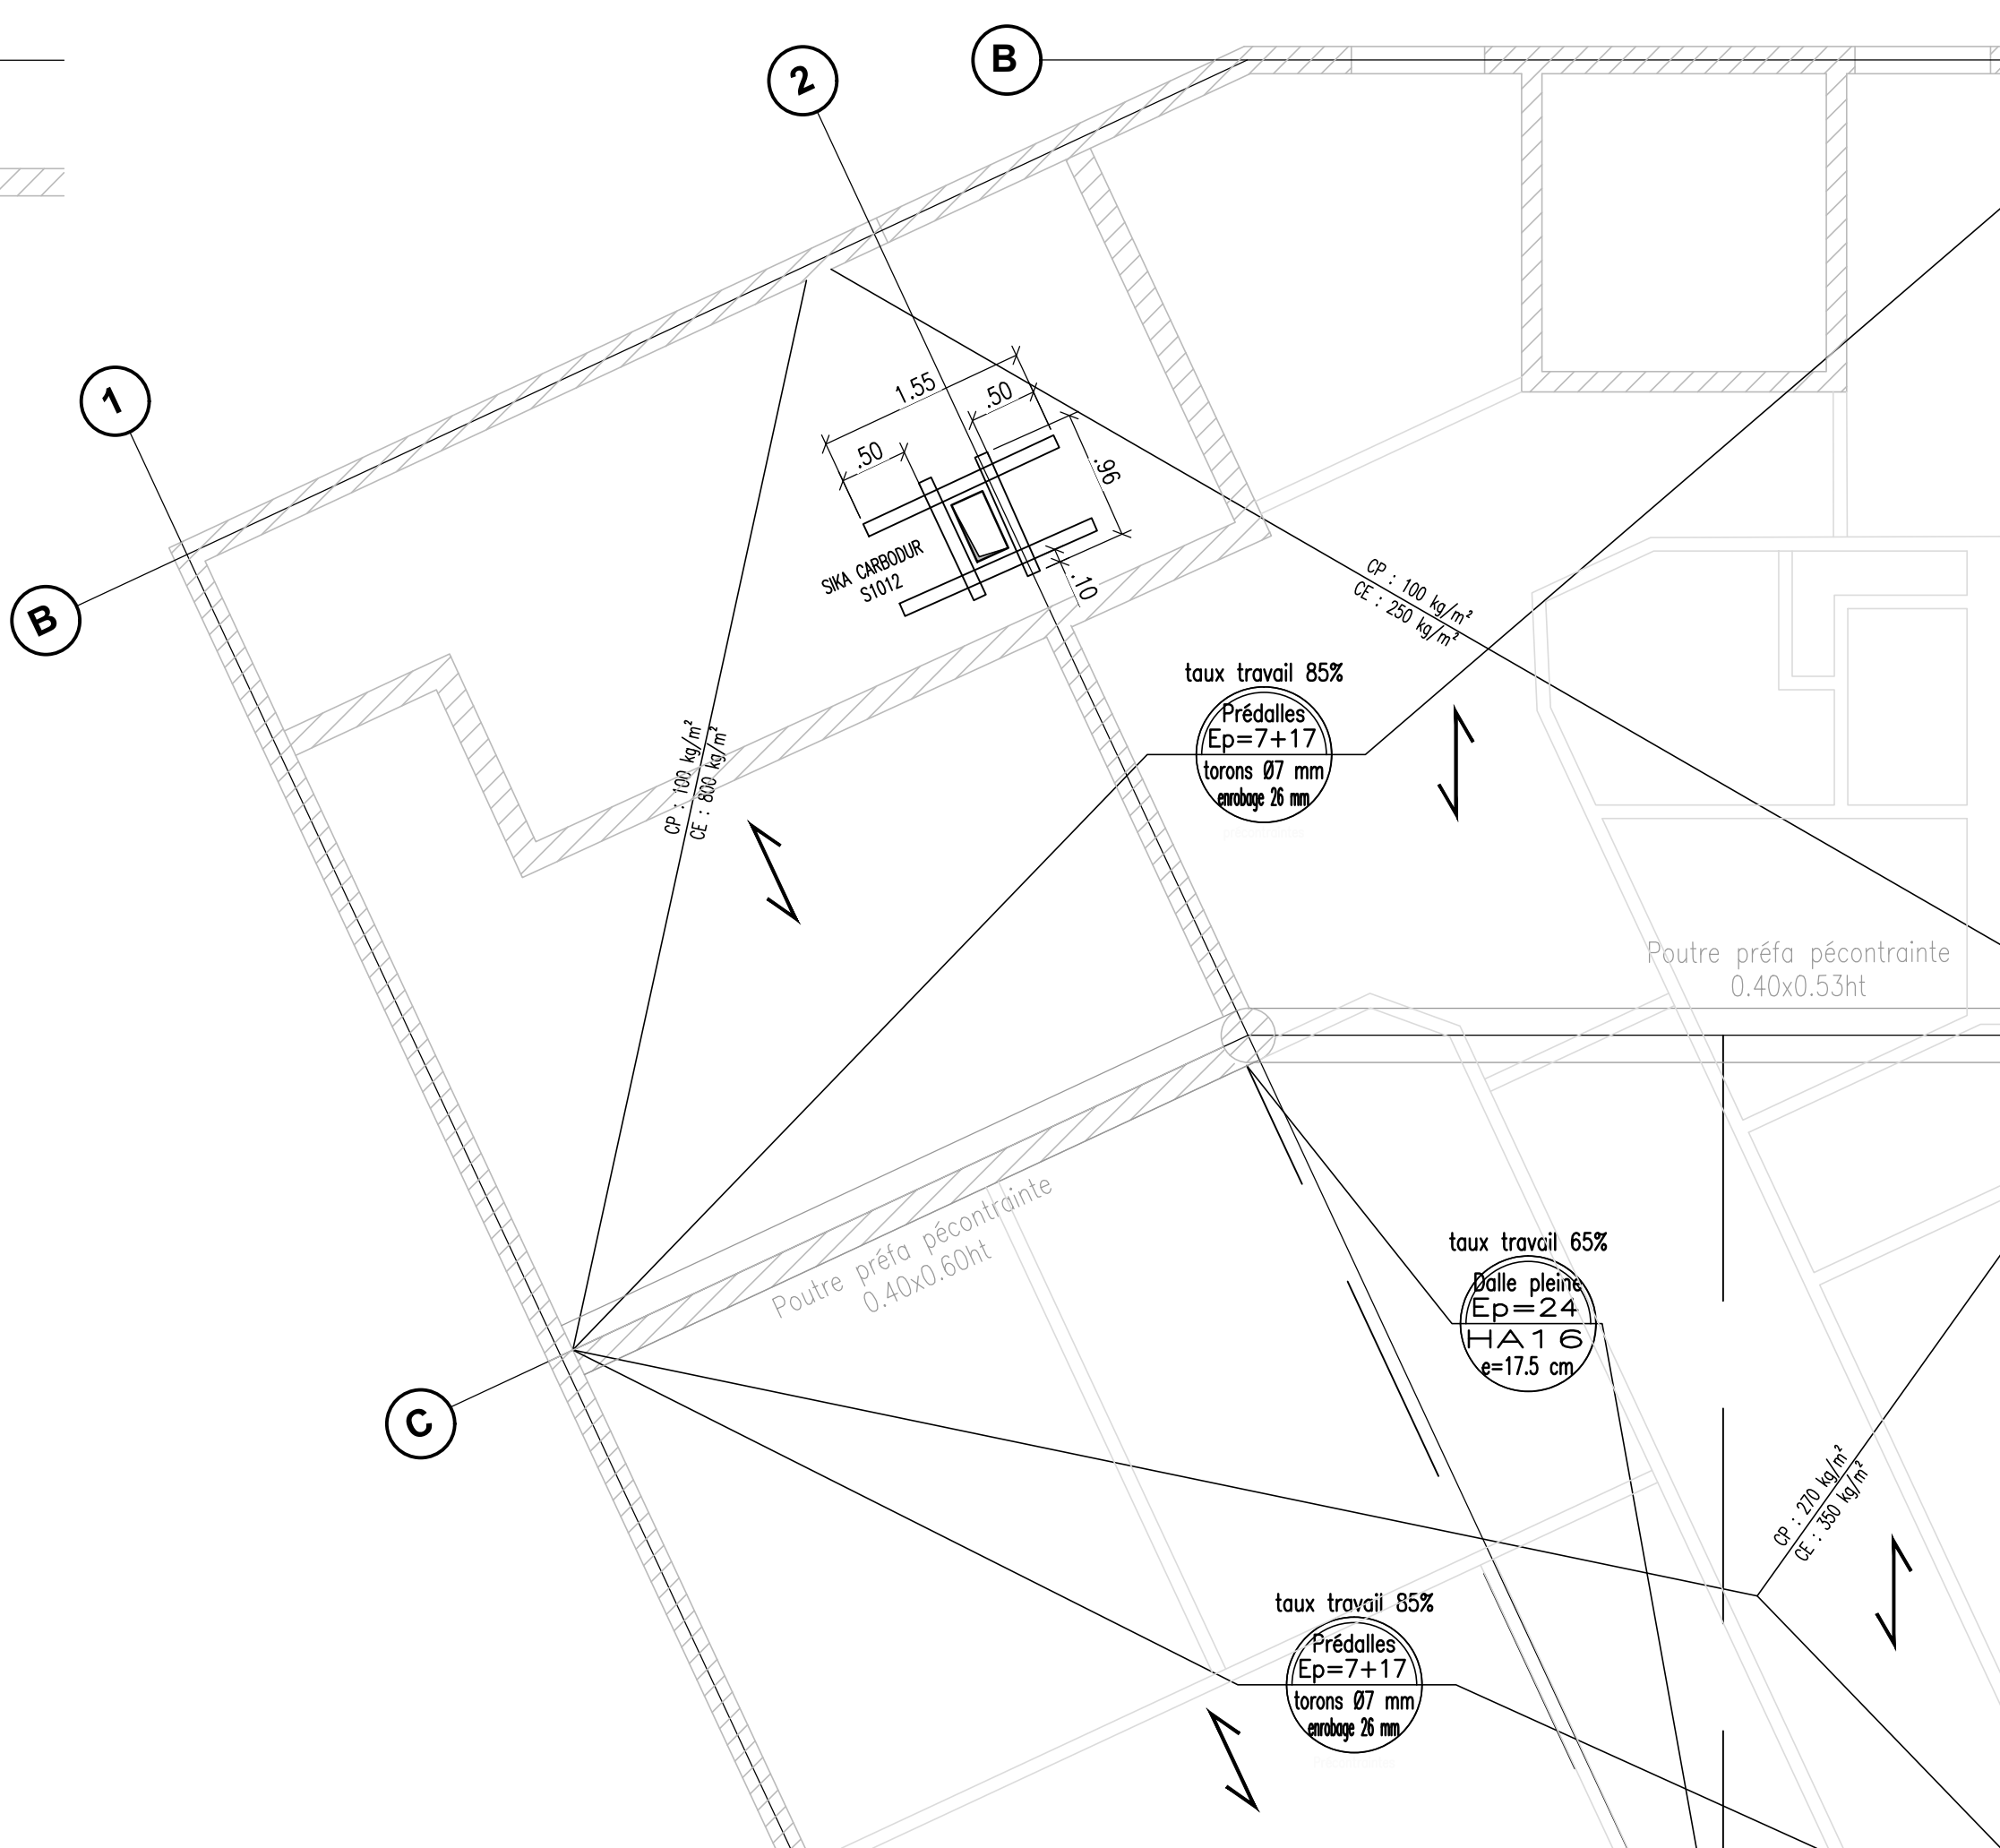 B
2
1
B
1.55
.50
.50
.96
.10
SIKA CARBODUR
S1012
CP : 100 kg/m²
CE : 250 kg/m²
taux travail 85%
Prédalles
Ep=7+17
torons Ø7 mm
enrobage 26 mm
CP : 100 kg/m²
CE : 800 kg/m²
Poutre préfa pécontrainte
0.40x0.53ht
Poutre préfa pécontrainte
0.40x0.60ht
taux travail 65%
Dalle pleine
Ep=24
HA16
e=17.5 cm
C
CP : 270 kg/m²
CE : 350 kg/m²
taux travail 85%
Prédalles
Ep=7+17
torons Ø7 mm
enrobage 26 mm